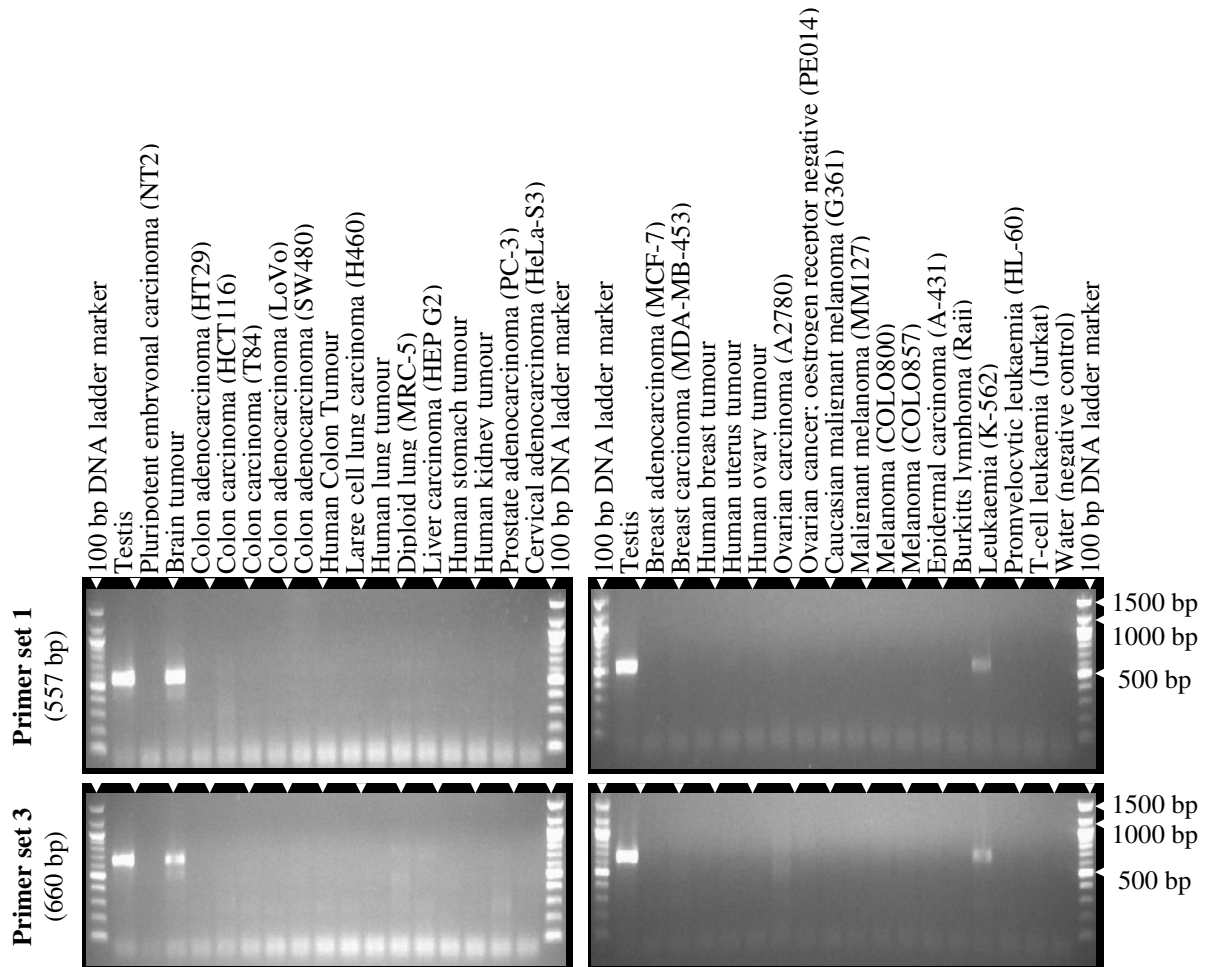 100 bp DNA ladder marker
Testis
Pluripotent embryonal carcinoma (NT2)
Brain tumour
Colon adenocarcinoma (HT29)
Colon carcinoma (HCT116)
Colon carcinoma (T84)
Colon adenocarcinoma (LoVo)
Colon adenocarcinoma (SW480)
Human Colon Tumour
Large cell lung carcinoma (H460)
Human lung tumour
Diploid lung (MRC-5)
Liver carcinoma (HEP G2)
Human stomach tumour
Human kidney tumour
Prostate adenocarcinoma (PC-3)
Cervical adenocarcinoma (HeLa-S3)
100 bp DNA ladder marker
100 bp DNA ladder marker
Testis
Breast adenocarcinoma (MCF-7)
Breast carcinoma (MDA-MB-453)
Human breast tumour
Human uterus tumour
Human ovary tumour
Ovarian carcinoma (A2780)
Ovarian cancer; oestrogen receptor negative (PE014)
Caucasian malignant melanoma (G361)
Malignant melanoma (MM127)
Melanoma (COLO800)
Melanoma (COLO857)
Epidermal carcinoma (A-431)
Burkitts lymphoma (Raji)
Leukaemia (K-562)
Promyelocytic leukaemia (HL-60)
T-cell leukaemia (Jurkat)
Water (negative control)
100 bp DNA ladder marker
Primer set 1
(557 bp)
1500 bp
1000 bp
500 bp
Primer set 3
(660 bp)
1500 bp
1000 bp
500 bp